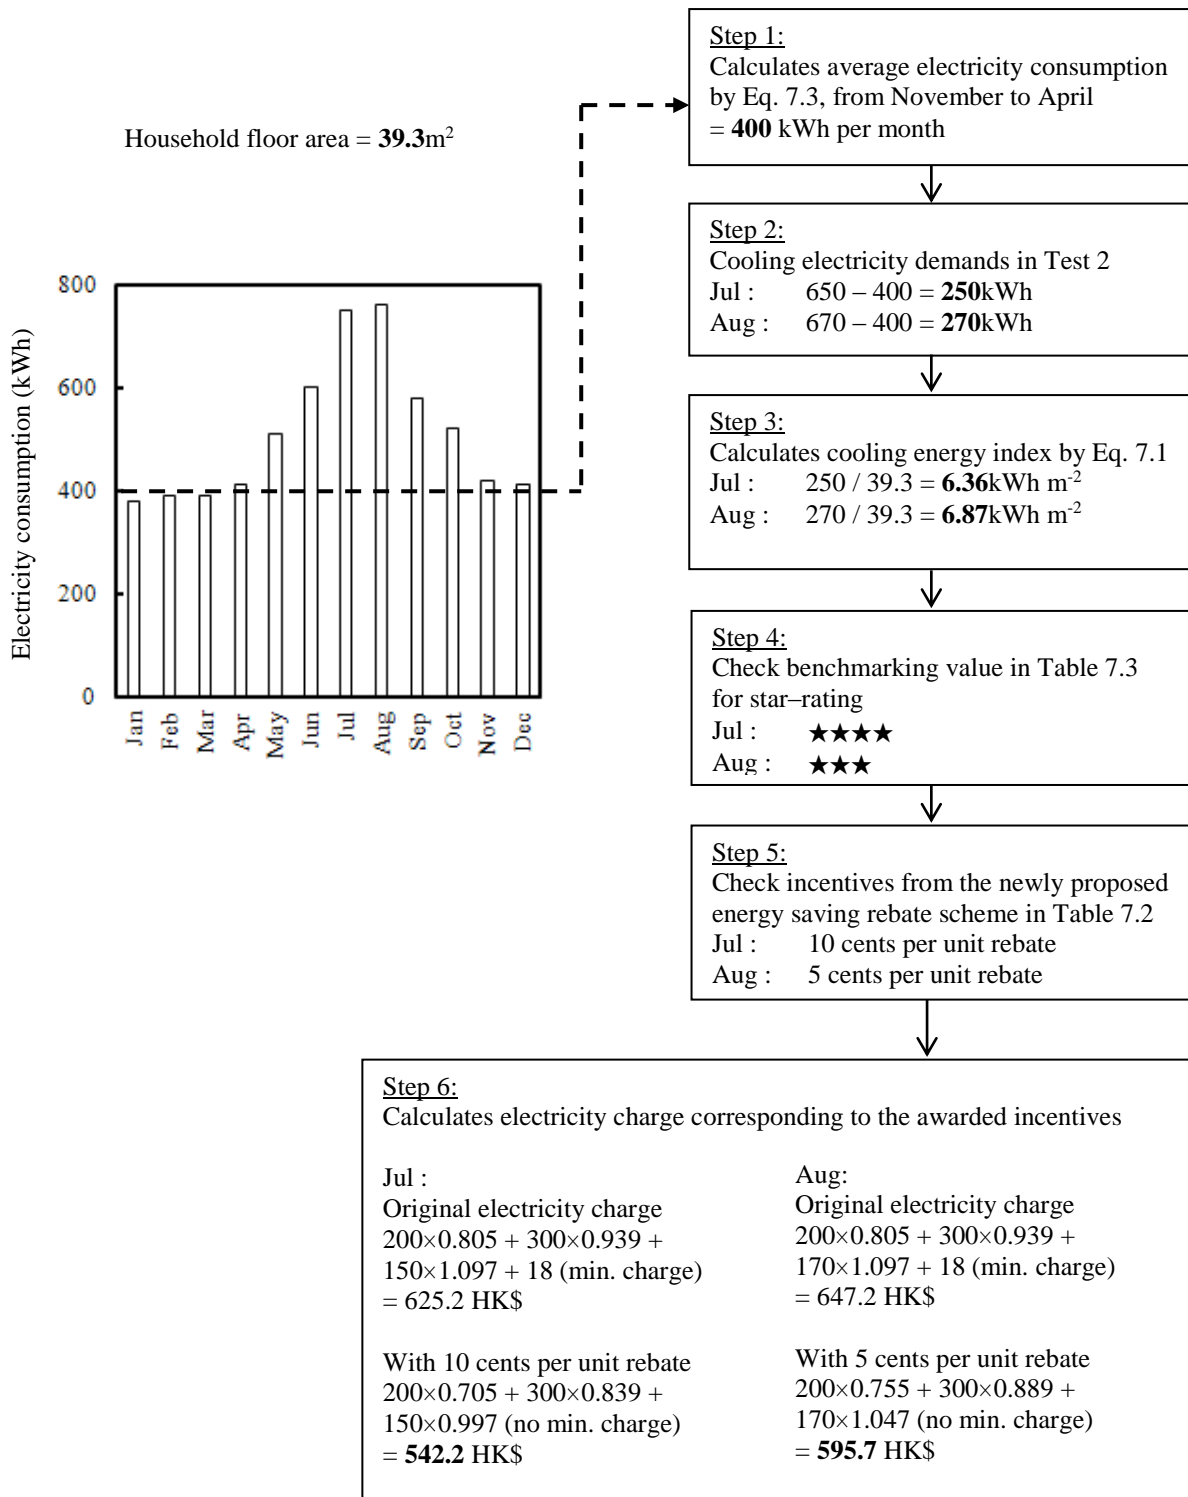 Household floor area = 39.3m²
Electricity consumption (kWh)
800
600
400
200
0
Jan
Feb
Mar
Apr
May
Jun
Jul
Aug
Sep
Oct
Nov
Dec
Step 1:
Calculates average electricity consumption
by Eq. 7.3, from November to April
= 400 kWh per month
Step 2:
Cooling electricity demands in Test 2
Jul : 650 – 400 = 250kWh
Aug : 670 – 400 = 270kWh
Step 3:
Calculates cooling energy index by Eq. 7.1
Jul : 250 / 39.3 = 6.36kWh m⁻²
Aug : 270 / 39.3 = 6.87kWh m⁻²
Step 4:
Check benchmarking value in Table 7.3
for star–rating
Jul : ★★★★
Aug : ★★★
Step 5:
Check incentives from the newly proposed
energy saving rebate scheme in Table 7.2
Jul : 10 cents per unit rebate
Aug : 5 cents per unit rebate
Step 6:
Calculates electricity charge corresponding to the awarded incentives
Jul :
Original electricity charge
200×0.805 + 300×0.939 +
150×1.097 + 18 (min. charge)
= 625.2 HK$
With 10 cents per unit rebate
200×0.705 + 300×0.839 +
150×0.997 (no min. charge)
= 542.2 HK$
Aug:
Original electricity charge
200×0.805 + 300×0.939 +
170×1.097 + 18 (min. charge)
= 647.2 HK$
With 5 cents per unit rebate
200×0.755 + 300×0.889 +
170×1.047 (no min. charge)
= 595.7 HK$